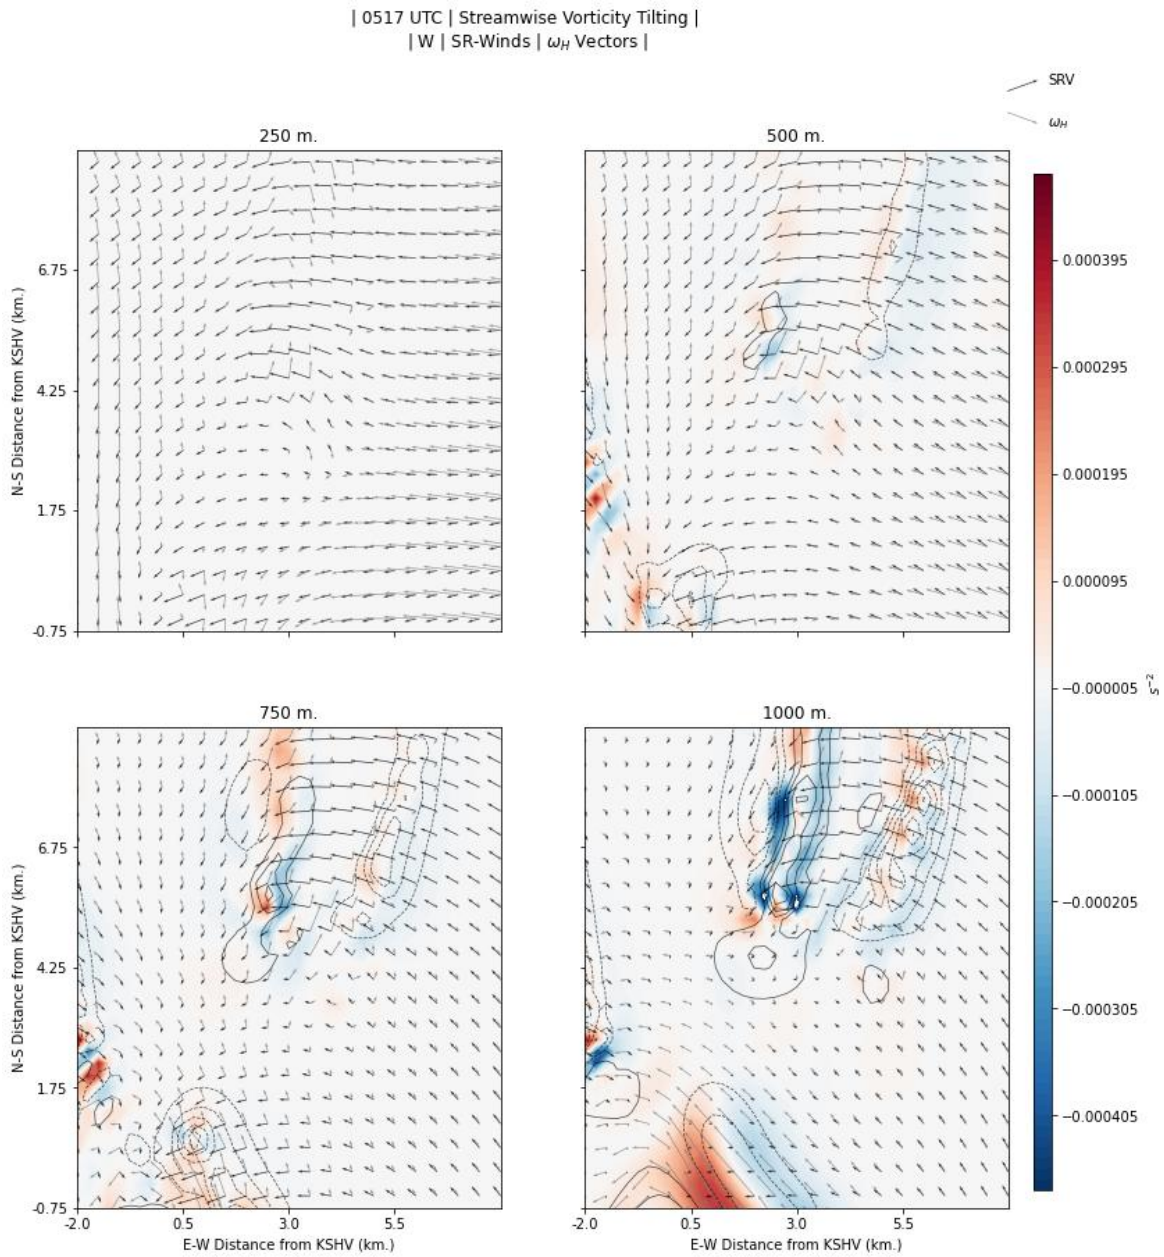 | 0517 UTC | Streamwise Vorticity Tilting |
| W | SR-Winds | ω_H Vectors |
SRV
ω_H
250 m.
500 m.
6.75
4.25
1.75
-0.75
N-S Distance from KSHV (km.)
0.000395
0.000295
0.000195
0.000095
−0.000005
−0.000105
−0.000205
−0.000305
−0.000405
s⁻²
750 m.
1000 m.
6.75
4.25
1.75
-0.75
N-S Distance from KSHV (km.)
-2.0
0.5
3.0
5.5
-2.0
0.5
3.0
5.5
E-W Distance from KSHV (km.)
E-W Distance from KSHV (km.)